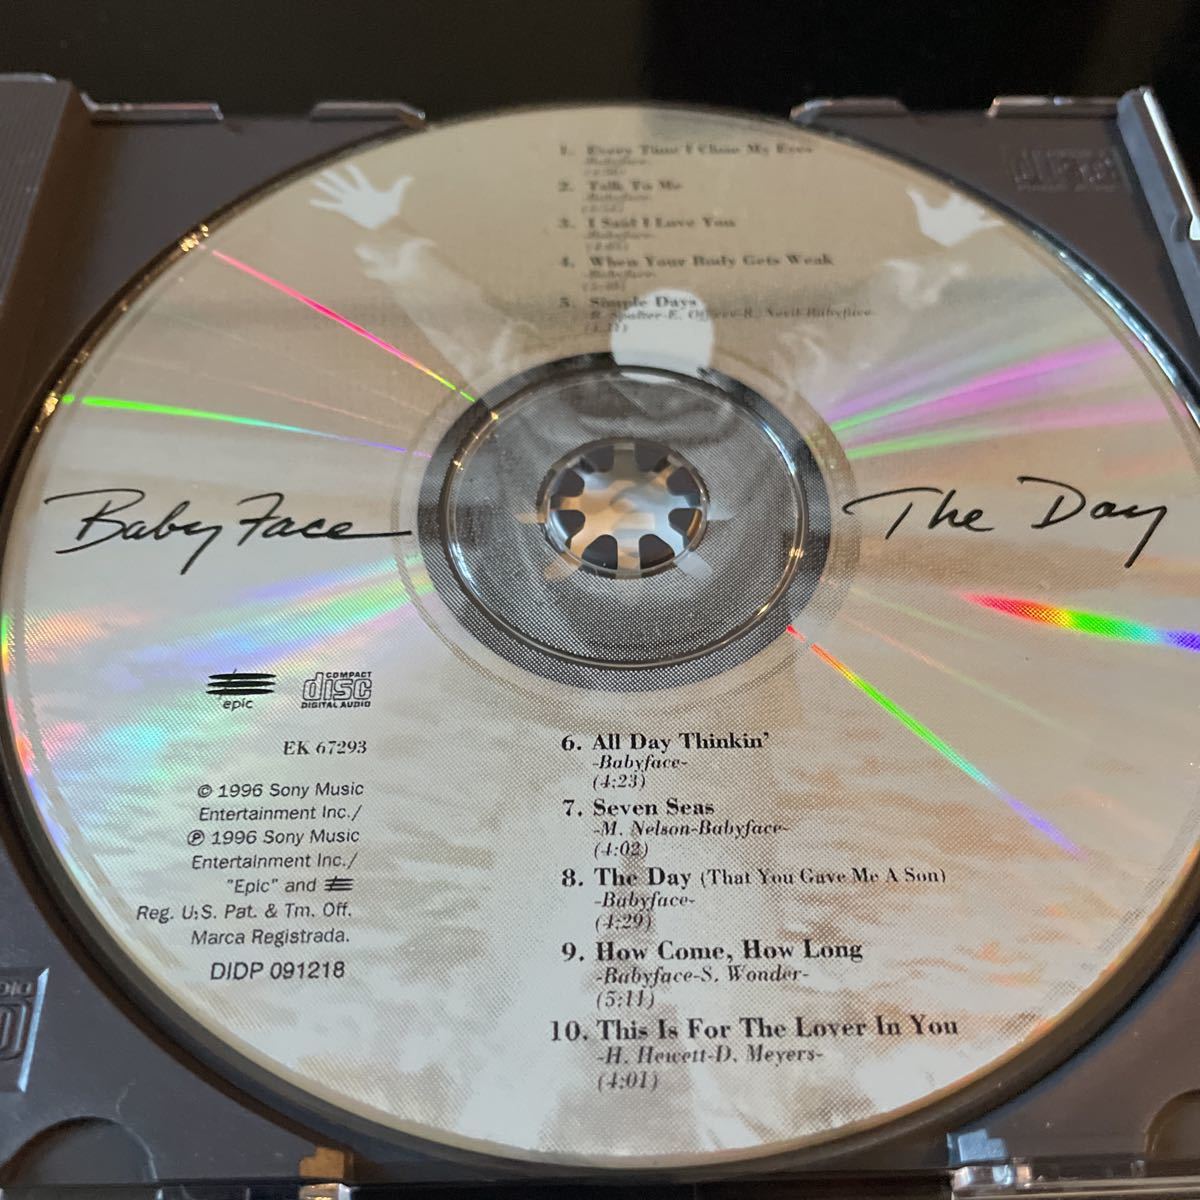 1. Every Time I Close My Eyes
-Babyface-
2. Talk To Me
-Babyface-
3. I Said I Love You
-Babyface-
4. When Your Body Gets Weak
-Babyface-
5. Simple Days
Babyface-
Baby Face
The Day
epic
COMPACT
disc
DIGITAL AUDIO
EK 67293
© 1996 Sony Music
Entertainment Inc./
℗ 1996 Sony Music
Entertainment Inc./
"Epic" and
Reg. U.S. Pat. & Tm. Off.
Marca Registrada.
DIDP 091218
6. All Day Thinkin'
-Babyface-
(4:23)
7. Seven Seas
-M. Nelson-Babyface-
(4:02)
8. The Day (That You Gave Me A Son)
-Babyface-
(4:29)
9. How Come, How Long
-Babyface-S. Wonder-
(5:11)
10. This Is For The Lover In You
-H. Hewett-D. Meyers-
(4:01)